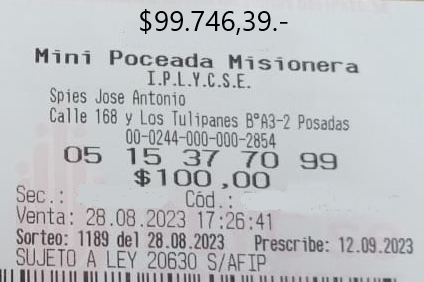 $99.746,39.-
Mini Poceada Misionera
I.P.L.Y.C.S.E.
Spies Jose Antonio
Calle 168 y Los Tulipanes BºA3-2 Posadas
00-0244-000-000-2854
05 15 37 70 99
$100,00
Sec.: Cód.:
Venta: 28.08.2023 17:26:41
Sorteo: 1189 del 28.08.2023 Prescribe: 12.09.2023
SUJETO A LEY 20630 S/AFIP